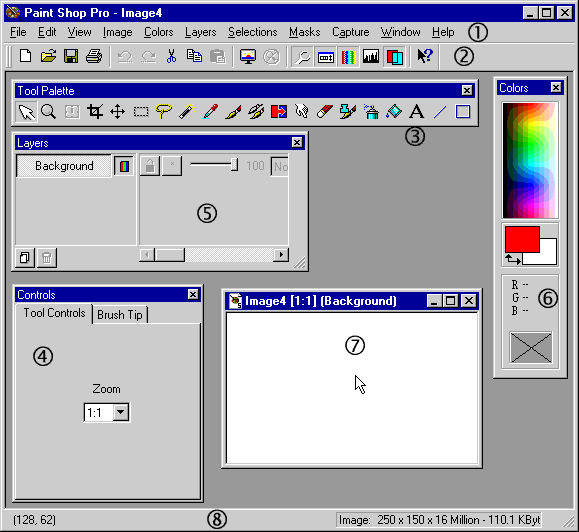 Paint Shop Pro - Image4
File Edit View Image Colors Layers Selections Masks Capture Window Help ①
②
Tool Palette
A
③
Colors
Layers
Background
100 No
⑤
R --
G --
B --
⑥
Controls
Tool Controls Brush Tip
④
Zoom
1:1
Image4 [1:1] (Background)
⑦
(128, 62) ⑧ Image: 250 x 150 x 16 Million - 110.1 KByt